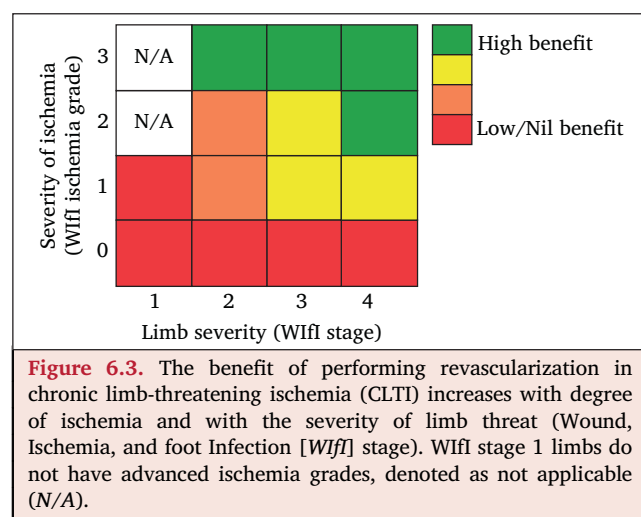 Severity of ischemia
(WIfI ischemia grade)
3
N/A
2
N/A
1
0
1 2 3 4
Limb severity (WIfI stage)
High benefit
Low/Nil benefit
Figure 6.3. The benefit of performing revascularization in
chronic limb-threatening ischemia (CLTI) increases with degree
of ischemia and with the severity of limb threat (Wound,
Ischemia, and foot Infection [WIfI] stage). WIfI stage 1 limbs do
not have advanced ischemia grades, denoted as not applicable
(N/A).